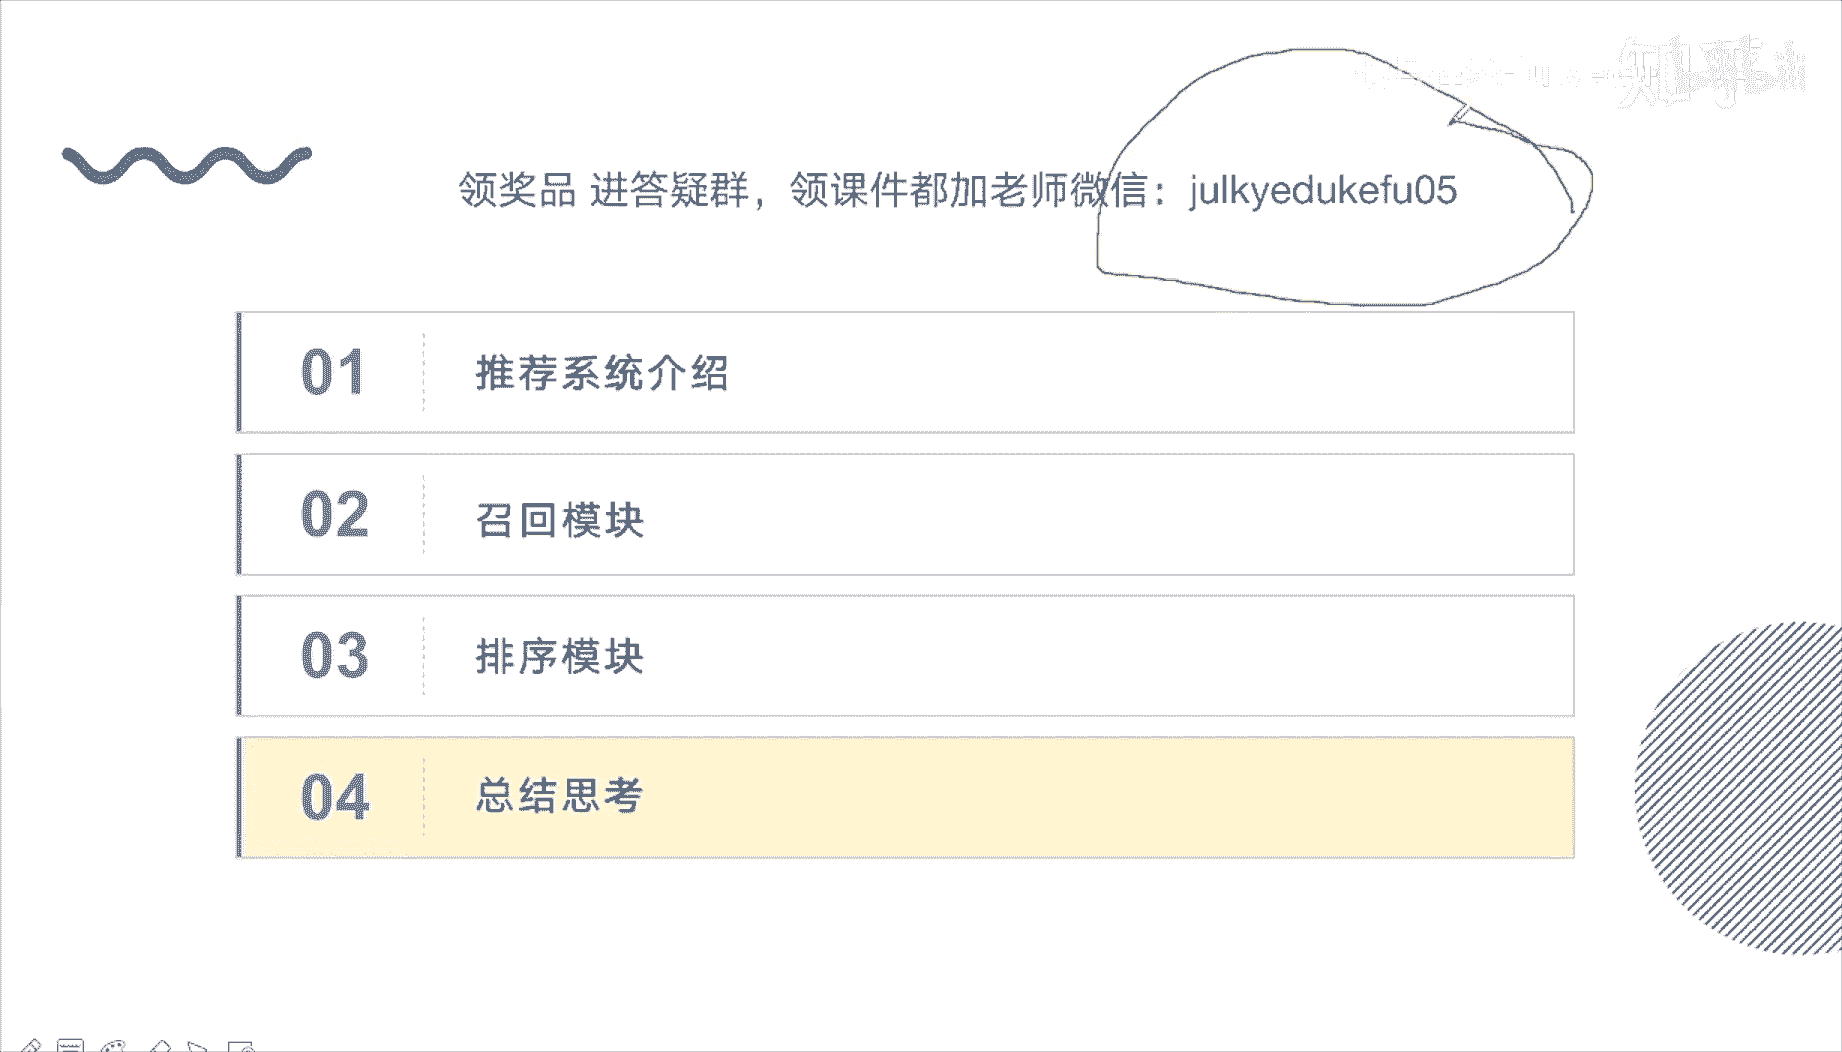 领奖品 进答疑群，领课件都加老师微信：julkyedukefu05
01 推荐系统介绍
02 召回模块
03 排序模块
04 总结思考